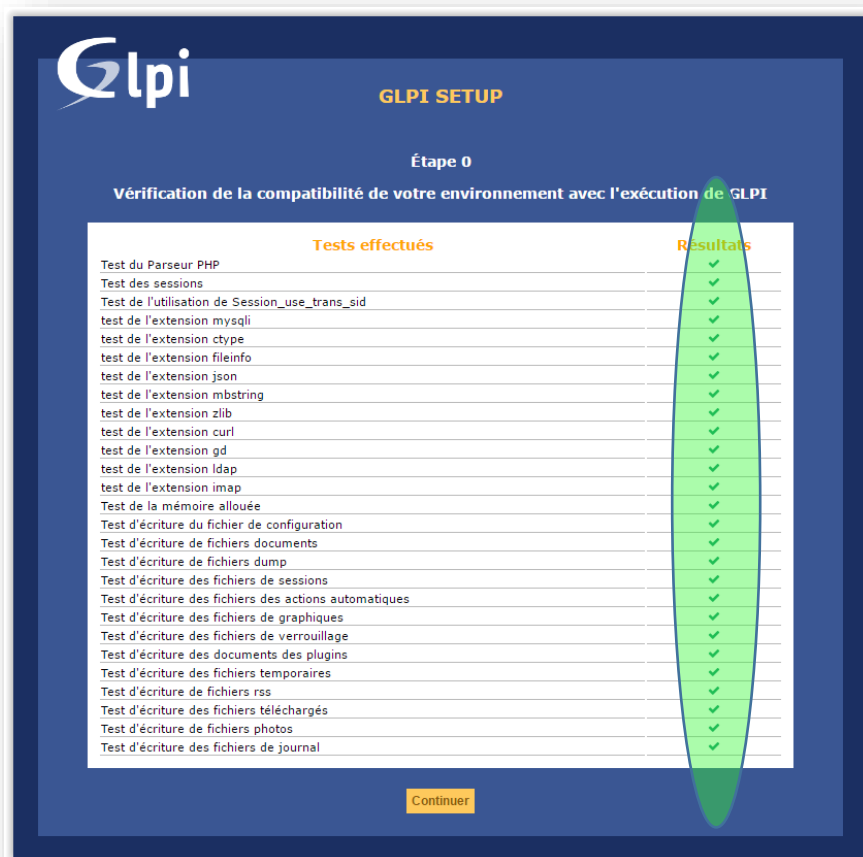 Glpi
GLPI SETUP
Étape 0
Vérification de la compatibilité de votre environnement avec l'exécution de GLPI
Tests effectués Résultats
Test du Parseur PHP
Test des sessions
Test de l'utilisation de Session_use_trans_sid
test de l'extension mysqli
test de l'extension ctype
test de l'extension fileinfo
test de l'extension json
test de l'extension mbstring
test de l'extension zlib
test de l'extension curl
test de l'extension gd
test de l'extension ldap
test de l'extension imap
Test de la mémoire allouée
Test d'écriture du fichier de configuration
Test d'écriture de fichiers documents
Test d'écriture de fichiers dump
Test d'écriture des fichiers de sessions
Test d'écriture des fichiers des actions automatiques
Test d'écriture des fichiers de graphiques
Test d'écriture des fichiers de verrouillage
Test d'écriture des documents des plugins
Test d'écriture des fichiers temporaires
Test d'écriture de fichiers rss
Test d'écriture des fichiers téléchargés
Test d'écriture de fichiers photos
Test d'écriture des fichiers de journal
Continuer